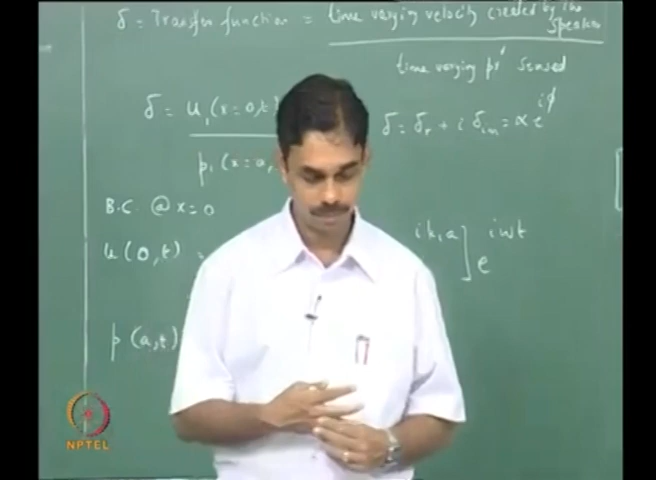 δ = Transfer function = time varying velocity created by the speaker
time varying pr sensed
δ = u₁(x=0,t)
p₁(x=a,
δ = δr + i δim = α e^{iϕ}
B.C. @ x=0
u(0,t)
ik₁a] e^{iωt}
p(a,t)
NPTEL